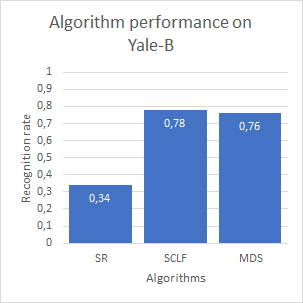 Algorithm performance on
Yale-B
Recognition rate
1
0,9
0,8
0,7
0,6
0,5
0,4
0,3
0,2
0,1
0
0,34
0,78
0,76
SR SCLF MDS
Algorithms